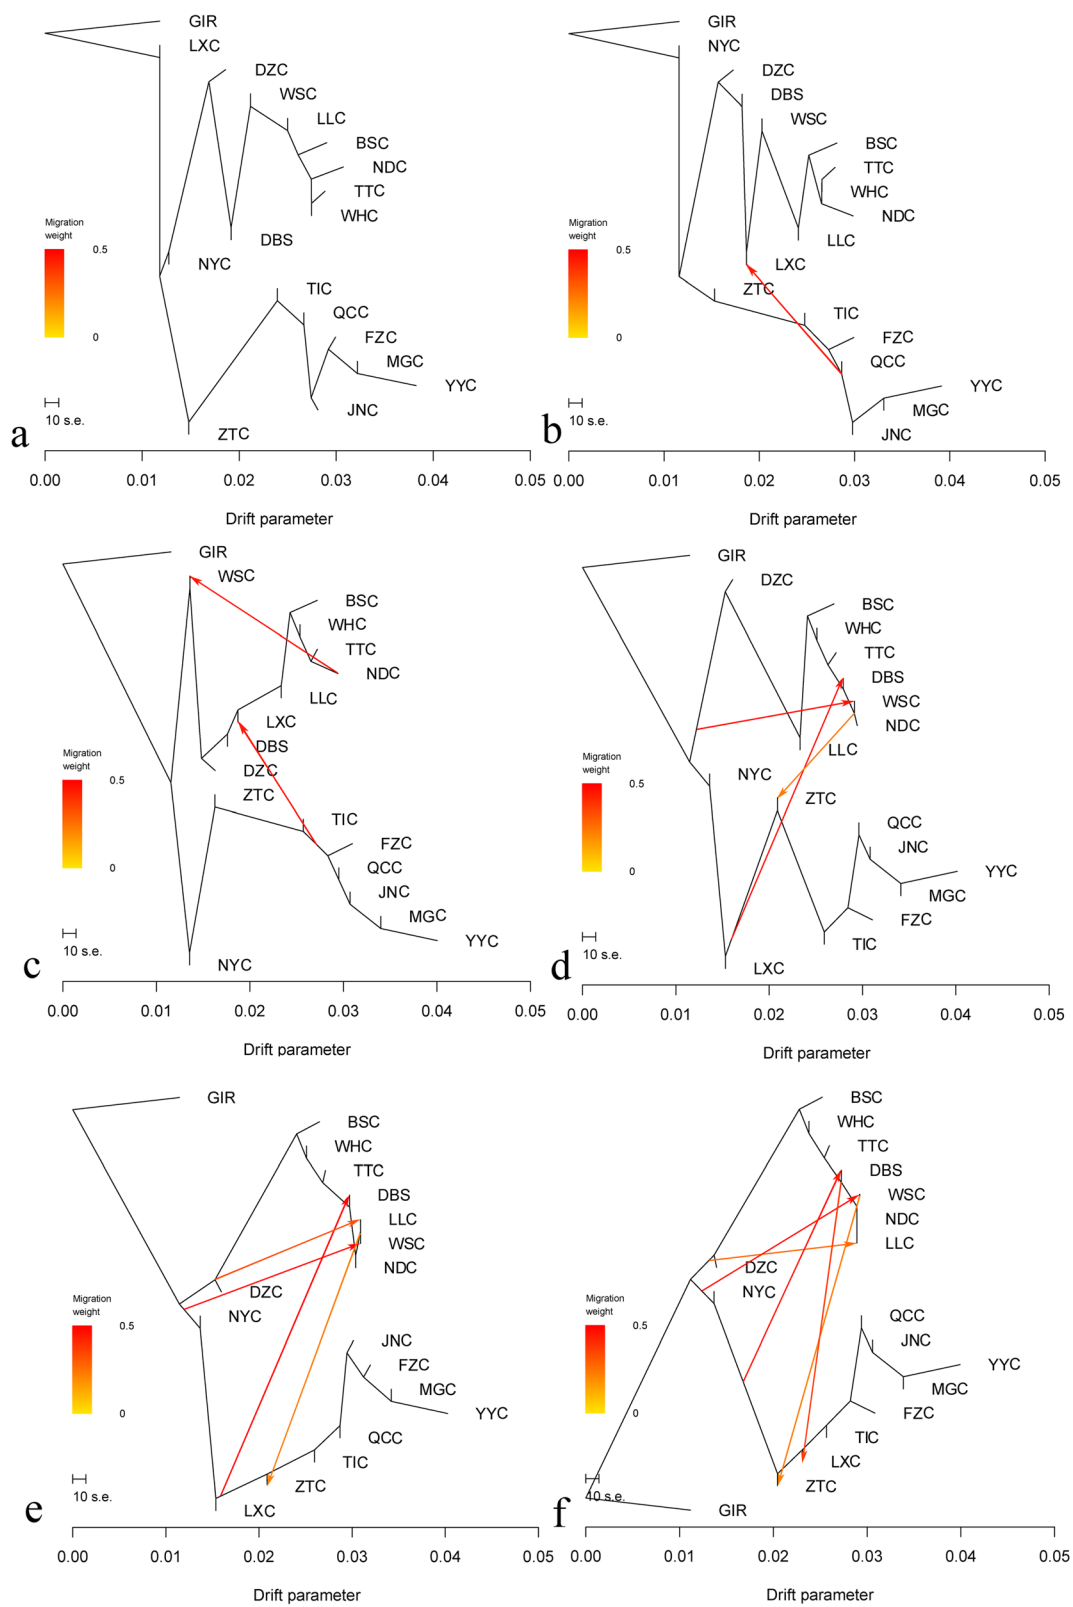 GIR
LXC
DZC
WSC
LLC
BSC
NDC
TTC
WHC
DBS
NYC
TIC
QCC
FZC
MGC
YYC
JNC
ZTC
Migration
weight
0.5
0
10 s.e.
a
0.00 0.01 0.02 0.03 0.04 0.05
Drift parameter
GIR
NYC
DZC
DBS
WSC
BSC
TTC
WHC
NDC
LLC
LXC
ZTC
TIC
FZC
QCC
YYC
MGC
JNC
Migration
weight
0.5
0
10 s.e.
b
0.00 0.01 0.02 0.03 0.04 0.05
Drift parameter
GIR
WSC
BSC
WHC
TTC
NDC
LLC
LXC
DBS
DZC
ZTC
TIC
FZC
QCC
JNC
MGC
YYC
NYC
Migration
weight
0.5
0
10 s.e.
c
0.00 0.01 0.02 0.03 0.04 0.05
Drift parameter
GIR
DZC
BSC
WHC
TTC
DBS
WSC
NDC
LLC
NYC
ZTC
QCC
JNC
YYC
MGC
FZC
TIC
LXC
Migration
weight
0.5
0
10 s.e.
d
0.00 0.01 0.02 0.03 0.04 0.05
Drift parameter
GIR
BSC
WHC
TTC
DBS
LLC
WSC
NDC
DZC
NYC
JNC
FZC
MGC
YYC
QCC
TIC
ZTC
LXC
Migration
weight
0.5
0
10 s.e.
e
0.00 0.01 0.02 0.03 0.04 0.05
Drift parameter
BSC
WHC
TTC
DBS
WSC
NDC
LLC
DZC
NYC
QCC
JNC
YYC
MGC
FZC
TIC
LXC
ZTC
GIR
Migration
weight
0.5
0
10 s.e.
f
0.00 0.01 0.02 0.03 0.04 0.05
Drift parameter